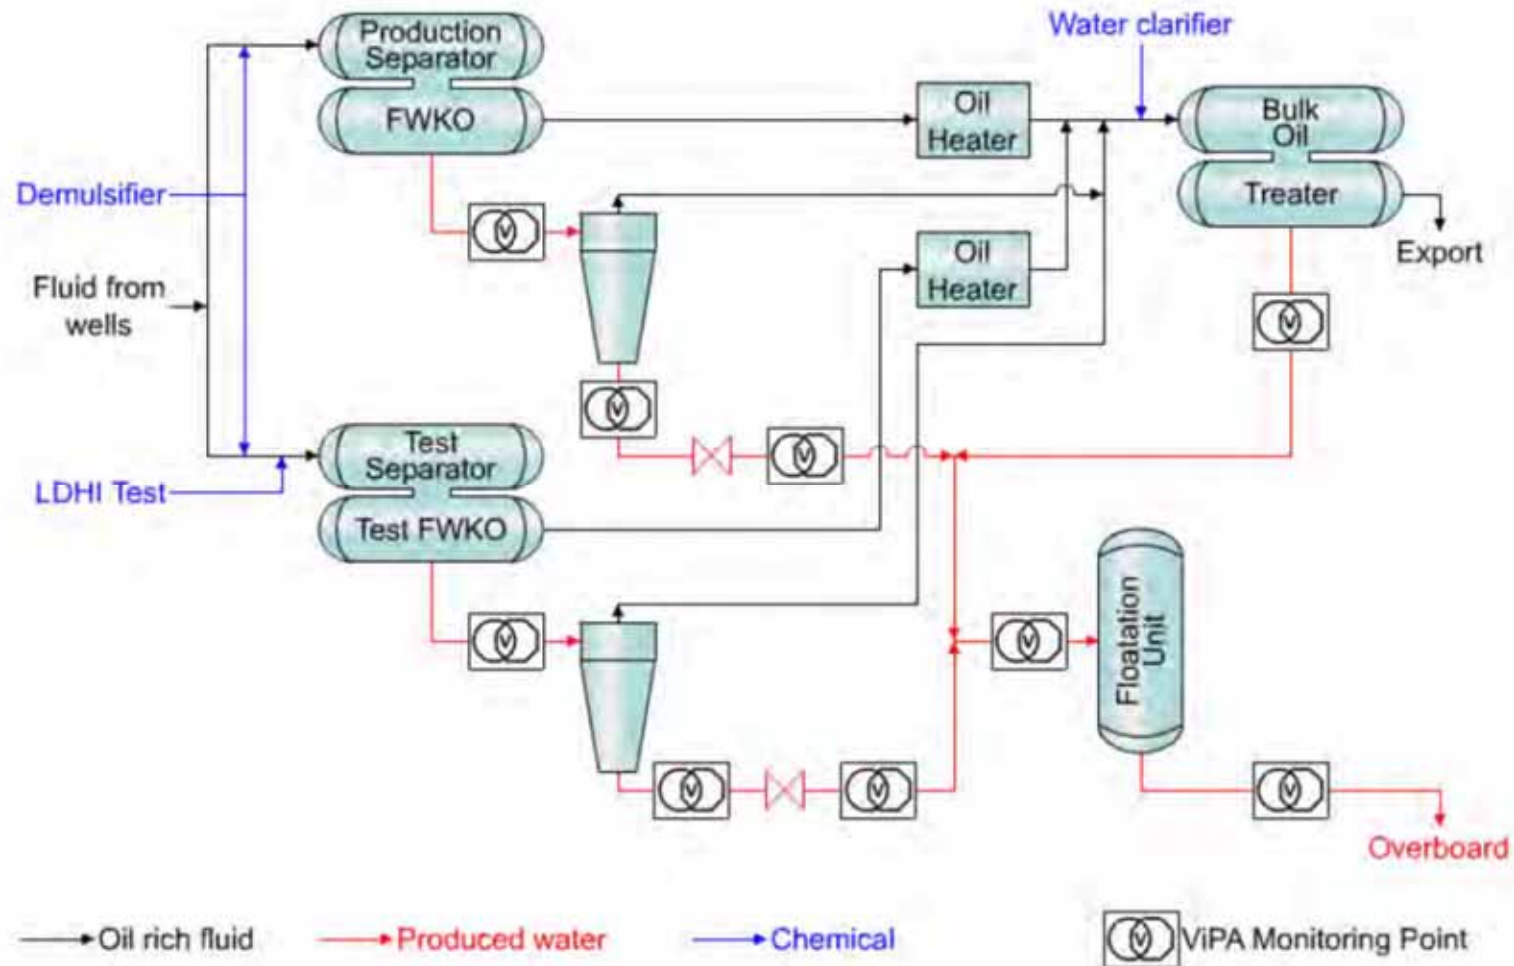 Production
Separator
FWKO
Water clarifier
Oil
Heater
Bulk
Oil
Treater
Export
Demulsifier
V
Oil
Heater
Fluid from
wells
V
V
V
Test
Separator
Test FWKO
LDHI Test
V
V
Floatation
Unit
V
V
V
Overboard
Oil rich fluid
Produced water
Chemical
V
ViPA Monitoring Point